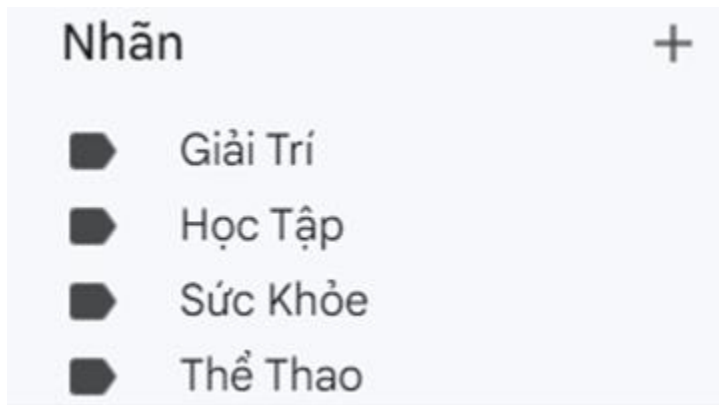 Nhãn +
Giải Trí
Học Tập
Sức Khỏe
Thể Thao